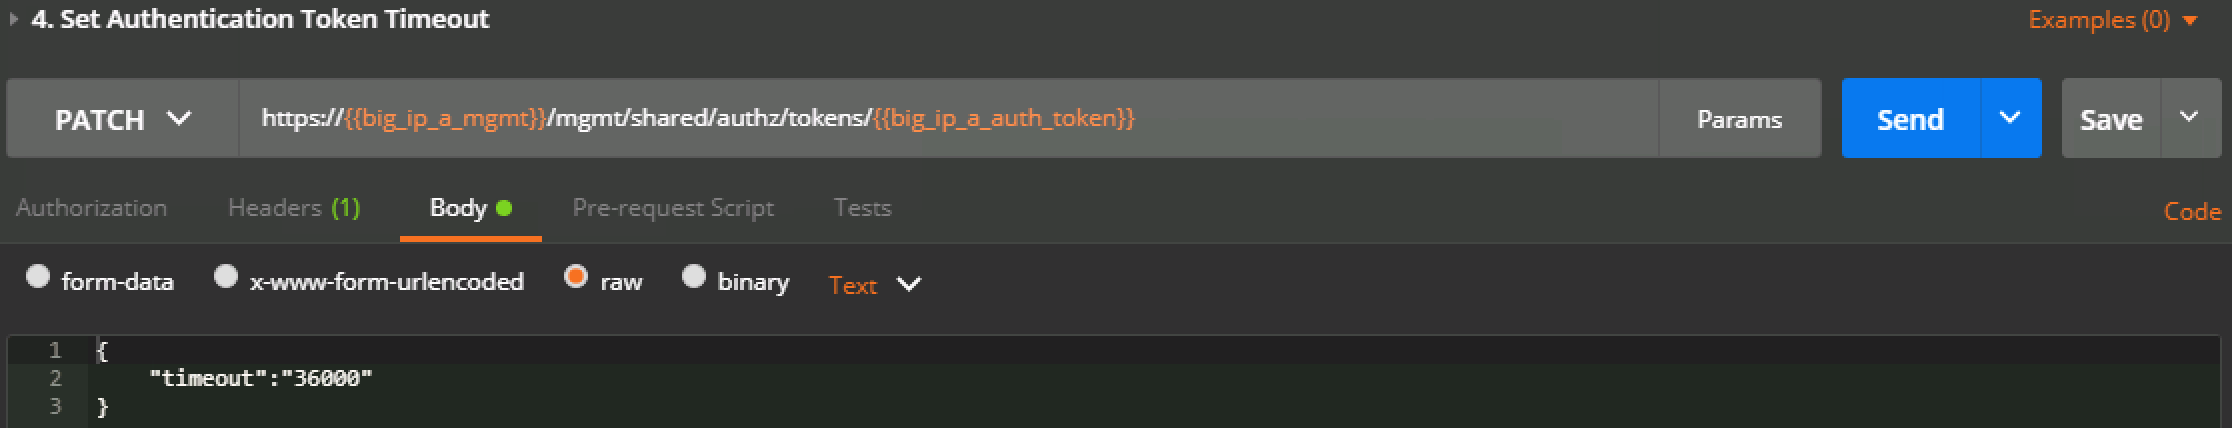 4. Set Authentication Token Timeout
Examples (0)
PATCH
https://{{big_ip_a_mgmt}}/mgmt/shared/authz/tokens/{{big_ip_a_auth_token}}
Params
Send
Save
Authorization
Headers (1)
Body
Pre-request Script
Tests
Code
form-data
x-www-form-urlencoded
raw
binary
Text
1 {
2 "timeout":"36000"
3 }